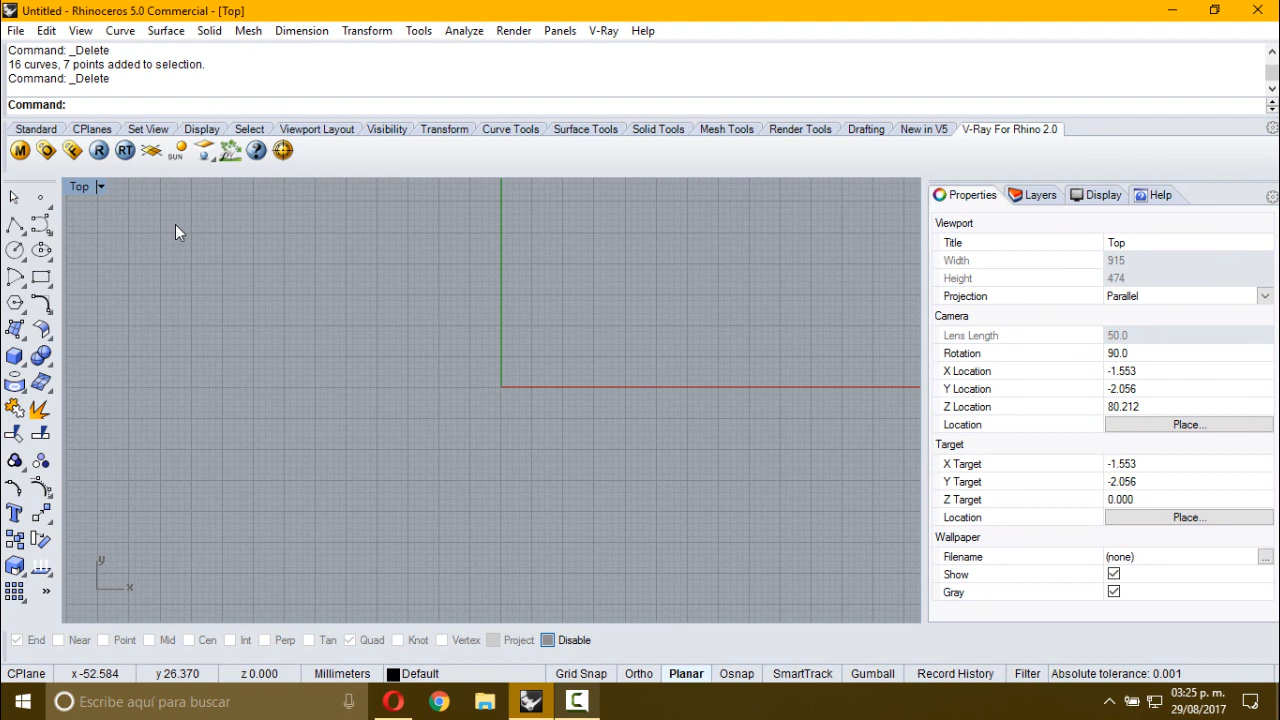 Untitled - Rhinoceros 5.0 Commercial - [Top]
File Edit View Curve Surface Solid Mesh Dimension Transform Tools Analyze Render Panels V-Ray Help
Command: _Delete
16 curves, 7 points added to selection.
Command: _Delete
Command:
Standard CPlanes Set View Display Select Viewport Layout Visibility Transform Curve Tools Surface Tools Solid Tools Mesh Tools Render Tools Drafting New in V5 V-Ray For Rhino 2.0
M R RT SUN ?
Top
Properties Layers Display Help
Viewport
Title Top
Width 915
Height 474
Projection Parallel
Camera
Lens Length 50.0
Rotation 90.0
X Location -1.553
Y Location -2.056
Z Location 80.212
Location Place...
Target
X Target -1.553
Y Target -2.056
Z Target 0.000
Location Place...
Wallpaper
Filename (none) ...
Show
Gray
y
x
End Near Point Mid Cen Int Perp Tan Quad Knot Vertex Project Disable
CPlane x -52.584 y 26.370 z 0.000 Millimeters Default Grid Snap Ortho Planar Osnap SmartTrack Gumball Record History Filter Absolute tolerance: 0.001
Escribe aquí para buscar
03:25 p. m.
29/08/2017